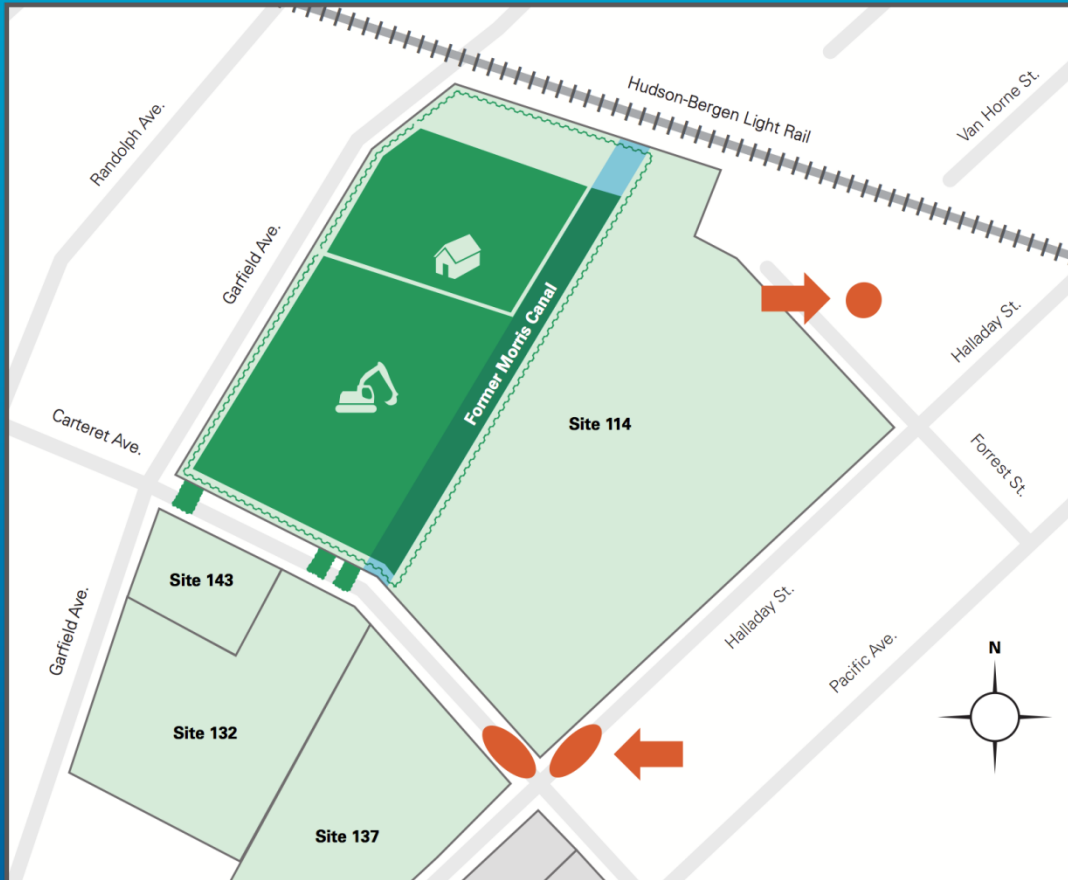 Randolph Ave.
Hudson-Bergen Light Rail
Van Horne St.
Garfield Ave.
Halladay St.
Former Morris Canal
Site 114
Carteret Ave.
Forrest St.
Site 143
Garfield Ave.
Halladay St.
Pacific Ave.
N
Site 132
Site 137